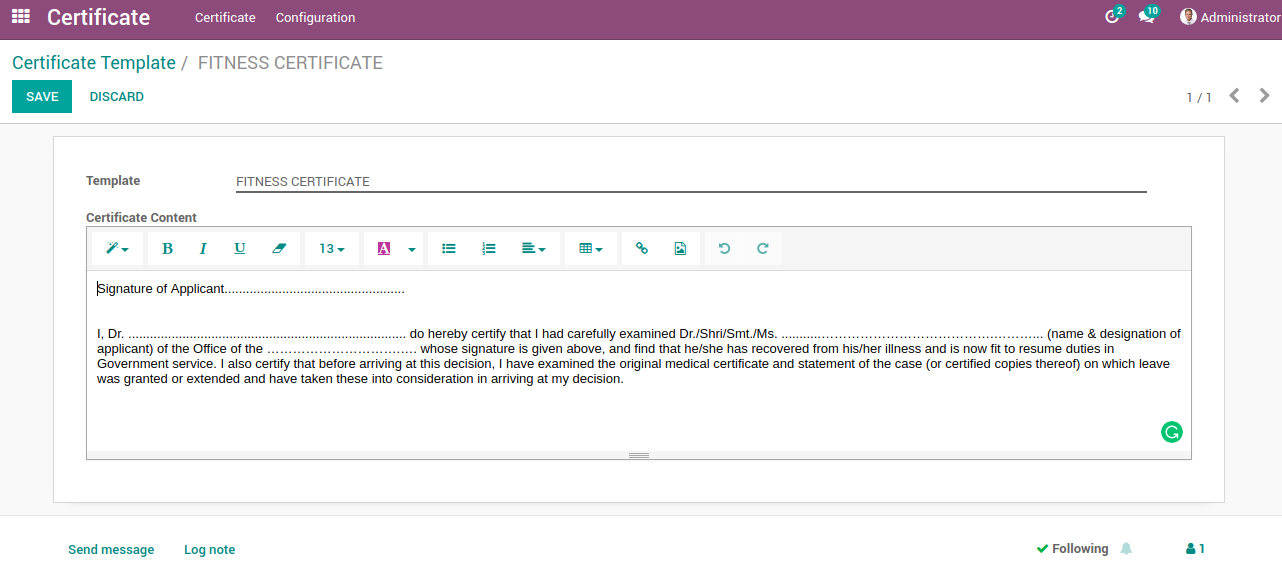 Certificate Certificate Configuration 2 10 Administrator
Certificate Template / FITNESS CERTIFICATE
SAVE DISCARD 1 / 1
Template FITNESS CERTIFICATE
Certificate Content
B I U 13 A
Signature of Applicant..................................................
I, Dr. ............................................................................. do hereby certify that I had carefully examined Dr./Shri/Smt./Ms. ...........………………………………………………... (name & designation of
applicant) of the Office of the ………………………….…. whose signature is given above, and find that he/she has recovered from his/her illness and is now fit to resume duties in
Government service. I also certify that before arriving at this decision, I have examined the original medical certificate and statement of the case (or certified copies thereof) on which leave
was granted or extended and have taken these into consideration in arriving at my decision.
Send message Log note Following 1